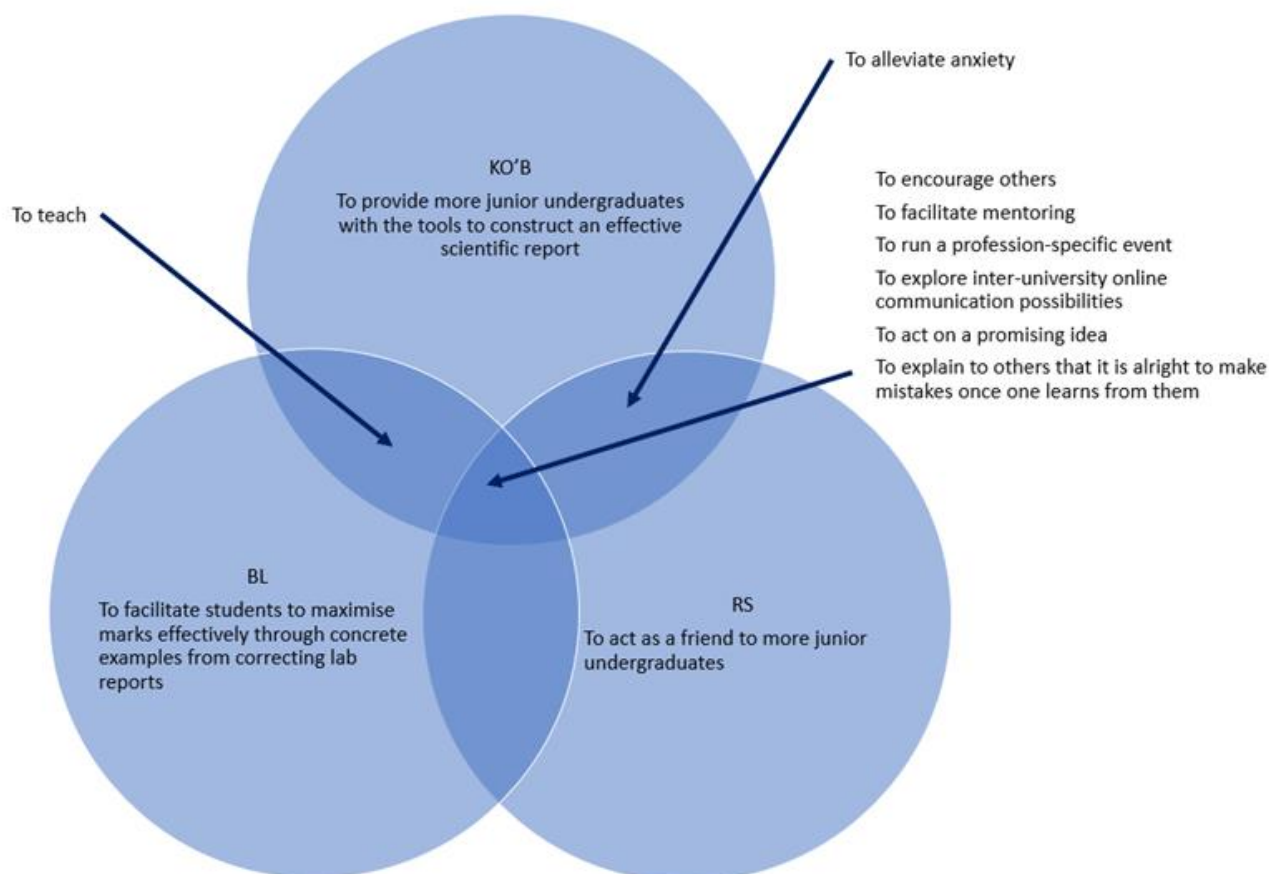 To alleviate anxiety
KO'B
To provide more junior undergraduates
with the tools to construct an effective
scientific report
To teach
To encourage others
To facilitate mentoring
To run a profession-specific event
To explore inter-university online
communication possibilities
To act on a promising idea
To explain to others that it is alright to make
mistakes once one learns from them
BL
To facilitate students to maximise
marks effectively through concrete
examples from correcting lab
reports
RS
To act as a friend to more junior
undergraduates